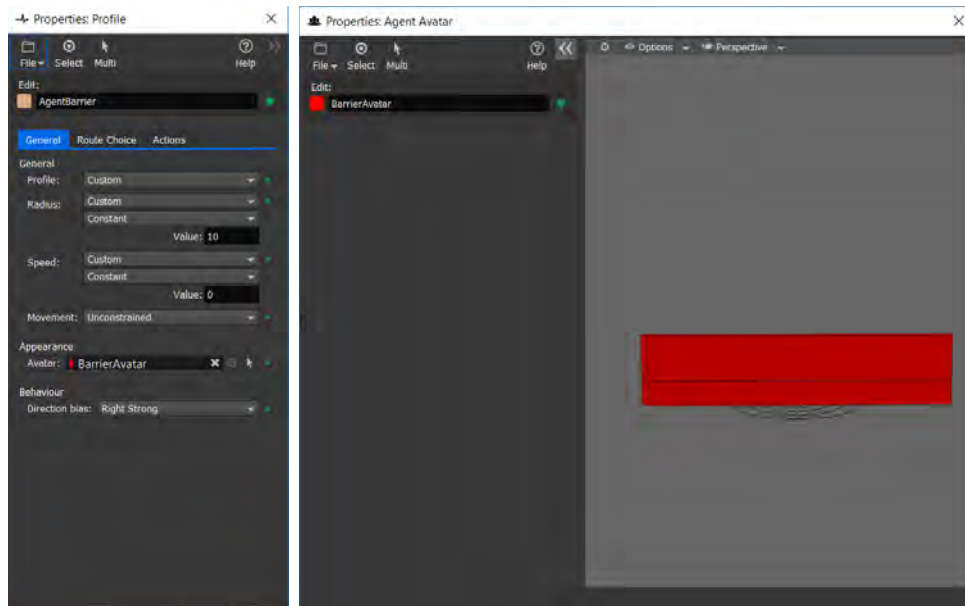 Properties: Profile
File Select Multi Help
Edit:
AgentBarrier
General Route Choice Actions
General
Profile: Custom
Radius: Custom
Constant
Value: 10
Speed: Custom
Constant
Value: 0
Movement: Unconstrained
Appearance
Avatar: BarrierAvatar
Behaviour
Direction bias: Right Strong
Properties: Agent Avatar
File Select Multi Help
Edit:
BarrierAvatar
Options Perspective